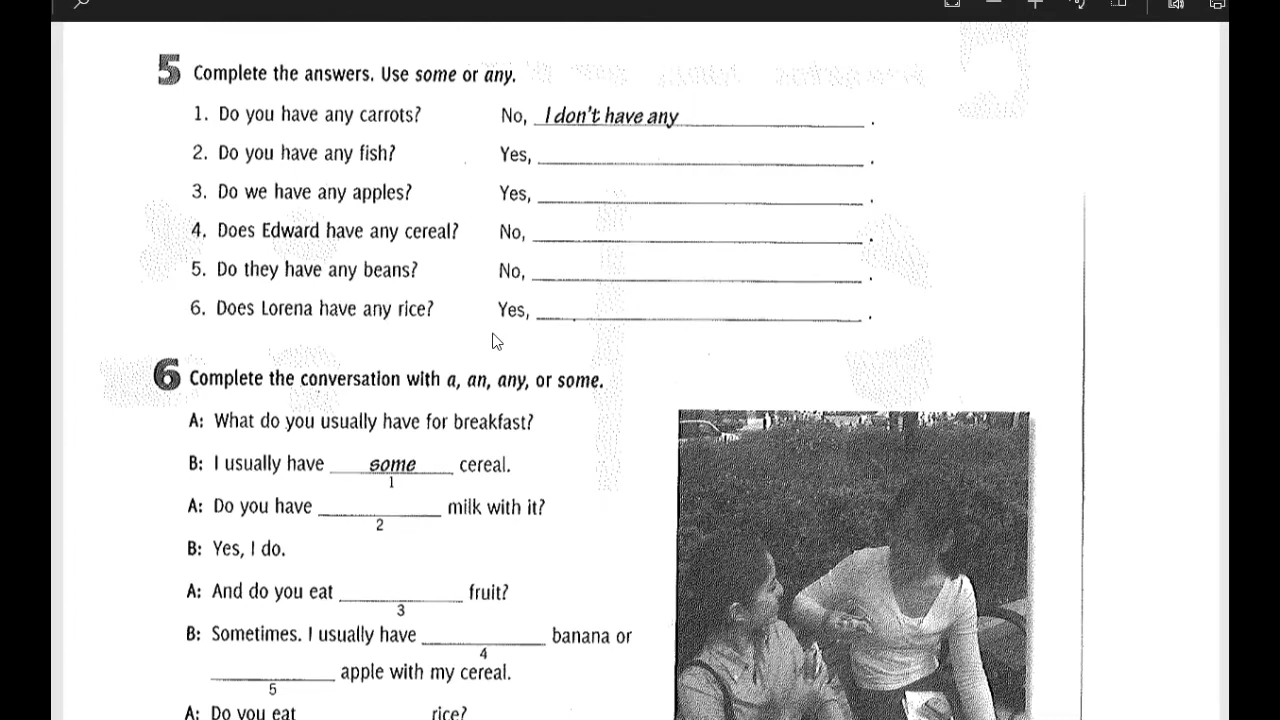 5 Complete the answers. Use some or any.
1. Do you have any carrots? No, I don't have any.
2. Do you have any fish? Yes, .
3. Do we have any apples? Yes, .
4. Does Edward have any cereal? No, .
5. Do they have any beans? No, .
6. Does Lorena have any rice? Yes, .
6 Complete the conversation with a, an, any, or some.
A: What do you usually have for breakfast?
B: I usually have some cereal.
1
A: Do you have milk with it?
2
B: Yes, I do.
A: And do you eat fruit?
3
B: Sometimes. I usually have banana or
4
apple with my cereal.
5
A: Do you eat rice?